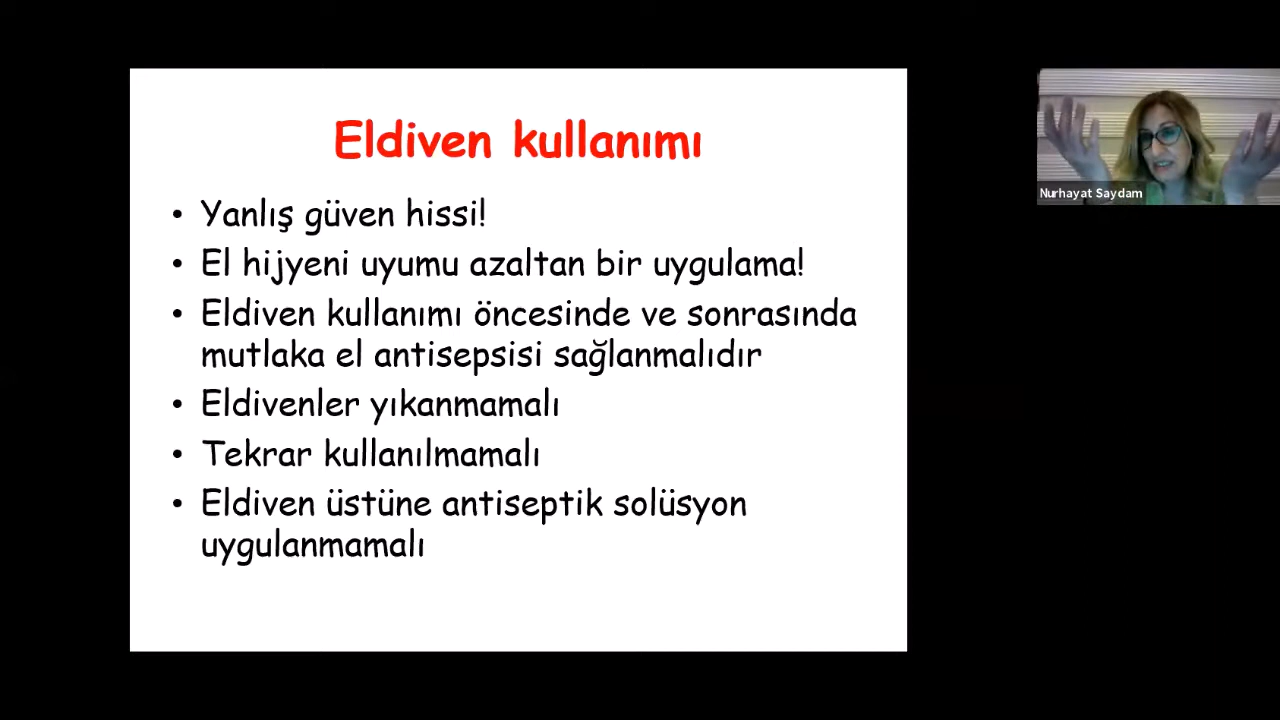 Eldiven kullanımı
• Yanlış güven hissi!
• El hijyeni uyumu azaltan bir uygulama!
• Eldiven kullanımı öncesinde ve sonrasında
mutlaka el antisepsisi sağlanmalıdır
• Eldivenler yıkanmamalı
• Tekrar kullanılmamalı
• Eldiven üstüne antiseptik solüsyon
uygulanmamalı
Nurhayat Saydam